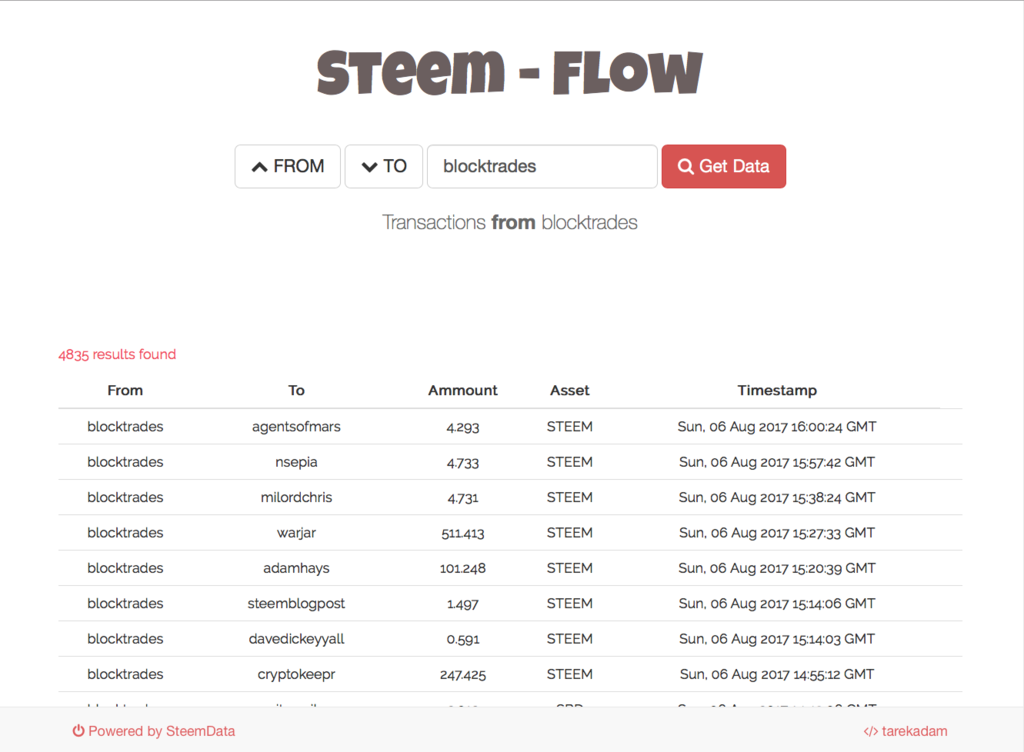 Steem - Flow
FROM TO blocktrades Get Data
Transactions from blocktrades
4835 results found
From To Ammount Asset Timestamp
blocktrades agentsofmars 4.293 STEEM Sun, 06 Aug 2017 16:00:24 GMT
blocktrades nsepia 4.733 STEEM Sun, 06 Aug 2017 15:57:42 GMT
blocktrades milordchris 4.731 STEEM Sun, 06 Aug 2017 15:38:24 GMT
blocktrades warjar 511.413 STEEM Sun, 06 Aug 2017 15:27:33 GMT
blocktrades adamhays 101.248 STEEM Sun, 06 Aug 2017 15:20:39 GMT
blocktrades steemblogpost 1.497 STEEM Sun, 06 Aug 2017 15:14:06 GMT
blocktrades davedickeyyall 0.591 STEEM Sun, 06 Aug 2017 15:14:03 GMT
blocktrades cryptokeepr 247.425 STEEM Sun, 06 Aug 2017 14:55:12 GMT
Powered by SteemData </> tarekadam